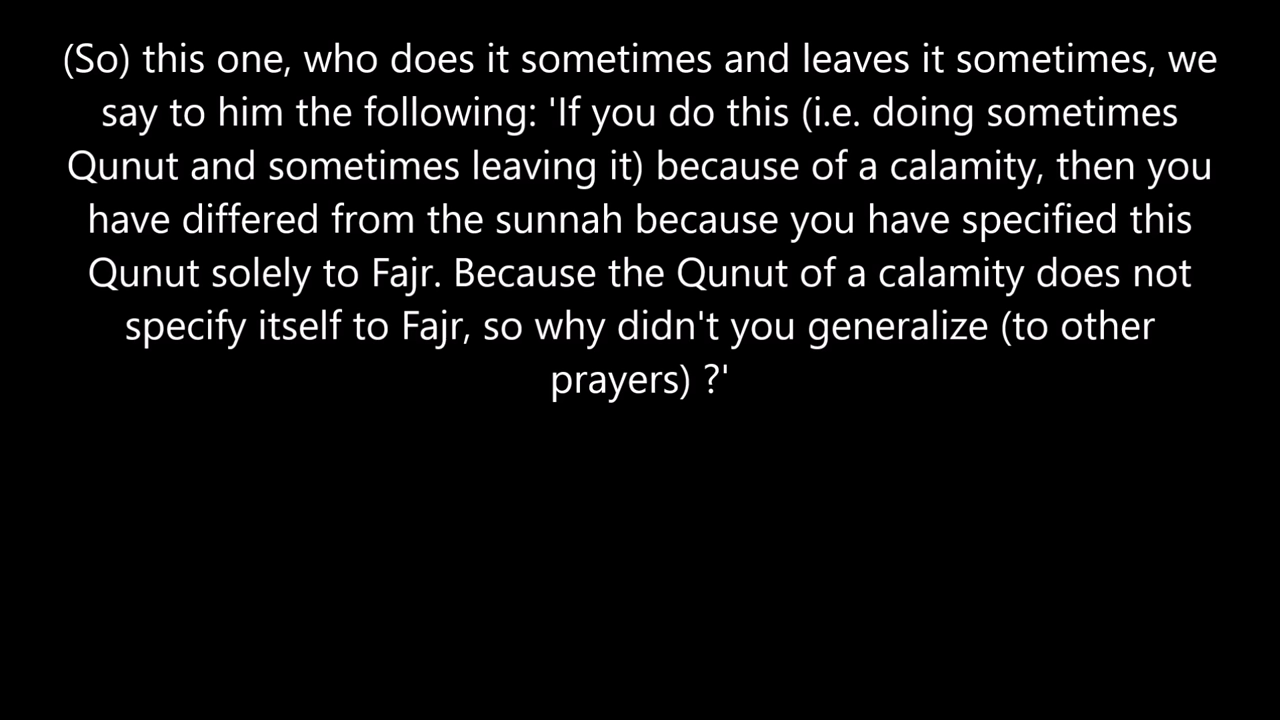 (So) this one, who does it sometimes and leaves it sometimes, we
say to him the following: 'If you do this (i.e. doing sometimes
Qunut and sometimes leaving it) because of a calamity, then you
have differed from the sunnah because you have specified this
Qunut solely to Fajr. Because the Qunut of a calamity does not
specify itself to Fajr, so why didn't you generalize (to other
prayers) ?'